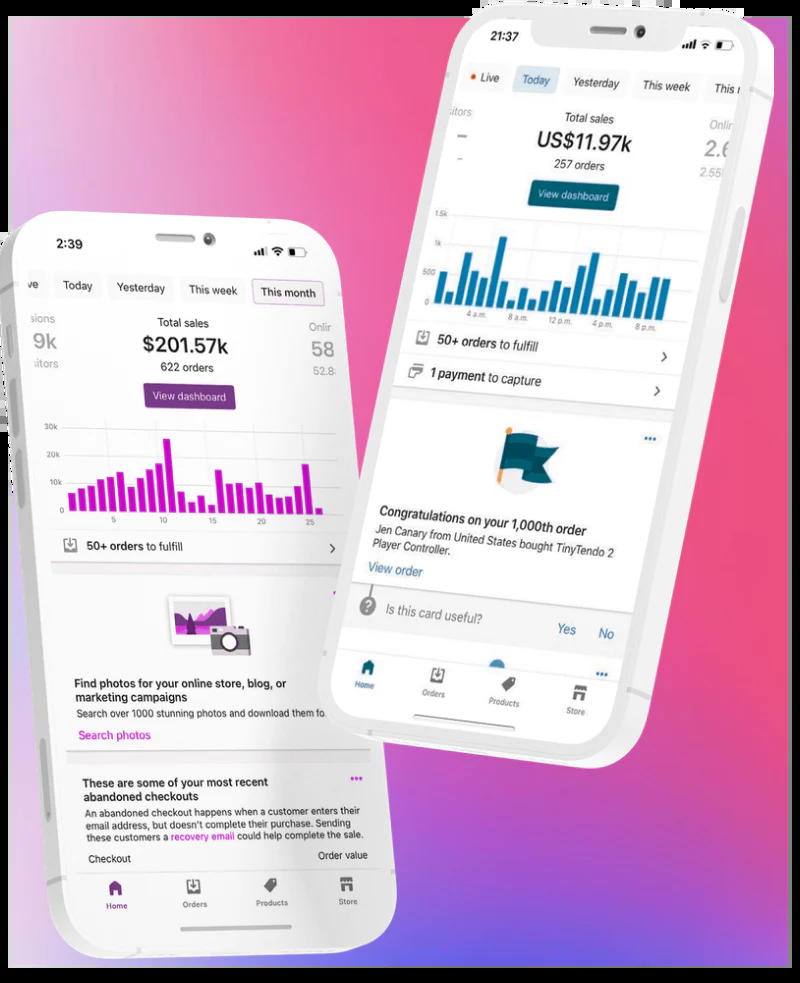 2:39
ve Today Yesterday This week This month
sions Total sales Onlin
9k $201.57k 58
sitors 622 orders 52.8
View dashboard
30k
20k
10k
0
5 10 15 20 25
50+ orders to fulfill
Find photos for your online store, blog, or
marketing campaigns
Search over 1000 stunning photos and download them fo
Search photos
These are some of your most recent
abandoned checkouts
An abandoned checkout happens when a customer enters their
email address, but doesn't complete their purchase. Sending
these customers a recovery email could help complete the sale.
Checkout Order value
Home Orders Products Store
21:37
Live Today Yesterday This week This
sitors Total sales Onlin
US$11.97k 2.6
257 orders 2.55
View dashboard
1.5k
1k
500
0
4 a.m. 8 a.m. 12 p.m. 4 p.m. 8 p.m.
50+ orders to fulfill
1 payment to capture
Congratulations on your 1,000th order
Jen Canary from United States bought TinyTendo 2
Player Controller.
View order
? Is this card useful? Yes No
Home Orders Products Store